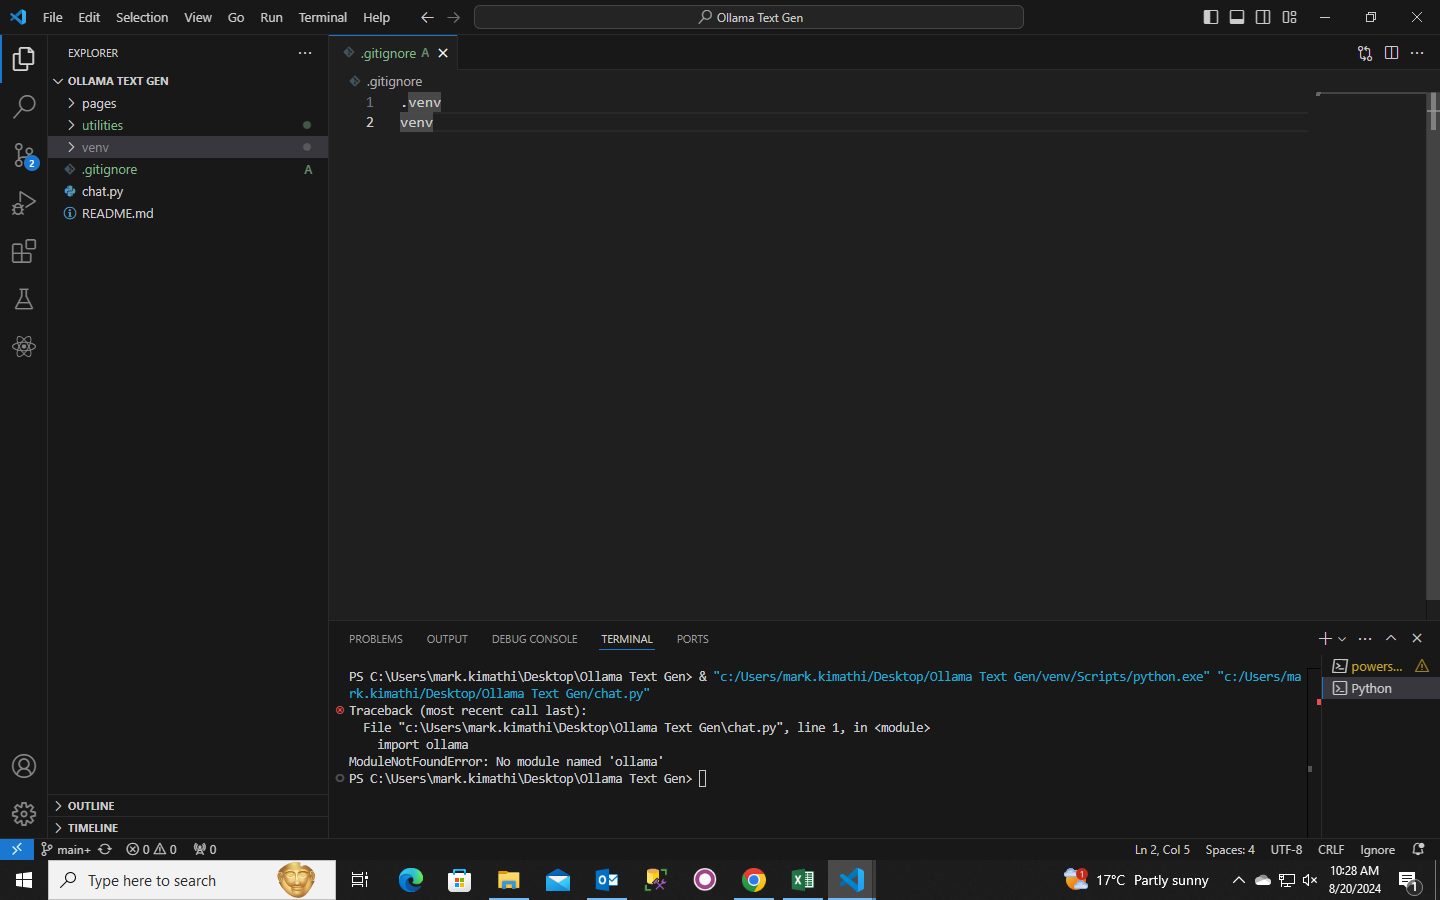 File Edit Selection View Go Run Terminal Help
Ollama Text Gen
EXPLORER
OLLAMA TEXT GEN
pages
utilities
venv
.gitignore A
chat.py
README.md
OUTLINE
TIMELINE
.gitignore A
.gitignore
1 .venv
2 venv
PROBLEMS OUTPUT DEBUG CONSOLE TERMINAL PORTS
PS C:\Users\mark.kimathi\Desktop\Ollama Text Gen> & "c:/Users/mark.kimathi/Desktop/Ollama Text Gen/venv/Scripts/python.exe" "c:/Users/ma
rk.kimathi/Desktop/Ollama Text Gen/chat.py"
Traceback (most recent call last):
File "c:\Users\mark.kimathi\Desktop\Ollama Text Gen\chat.py", line 1, in <module>
import ollama
ModuleNotFoundError: No module named 'ollama'
PS C:\Users\mark.kimathi\Desktop\Ollama Text Gen>
powers...
Python
2
main+ 0 0 0
Ln 2, Col 5 Spaces: 4 UTF-8 CRLF Ignore
Type here to search
1
17°C Partly sunny
10:28 AM
8/20/2024
1